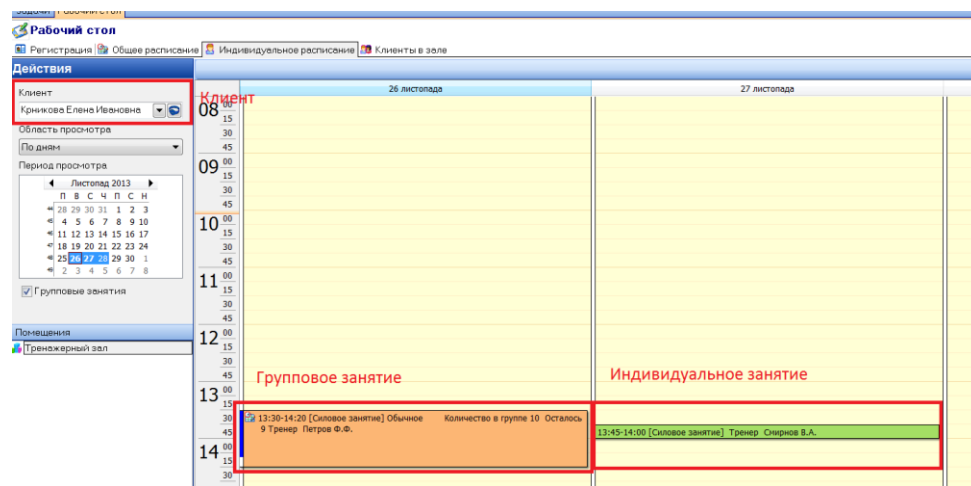 Задачи Рабочий стол
Рабочий стол
Регистрация Общее расписание Индивидуальное расписание Клиенты в зале
Действия
Клиент
Крникова Елена Ивановна
Клиент
Область просмотра
По дням
Период просмотра
Листопад 2013
П В С Ч П С Н
44 28 29 30 31 1 2 3
45 4 5 6 7 8 9 10
46 11 12 13 14 15 16 17
47 18 19 20 21 22 23 24
48 25 26 27 28 29 30 1
49 2 3 4 5 6 7 8
Групповые занятия
Помещения
Тренажерный зал
26 листопада 27 листопада
08 00
15
30
45
09 00
15
30
45
10 00
15
30
45
11 00
15
30
45
12 00
15
30
45
13 00
15
30
45
14 00
15
30
Групповое занятие
13:30-14:20 [Силовое занятие] Обычное Количество в группе 10 Осталось
9 Тренер Петров Ф.Ф.
Индивидуальное занятие
13:45-14:00 [Силовое занятие] Тренер Смирнов В.А.